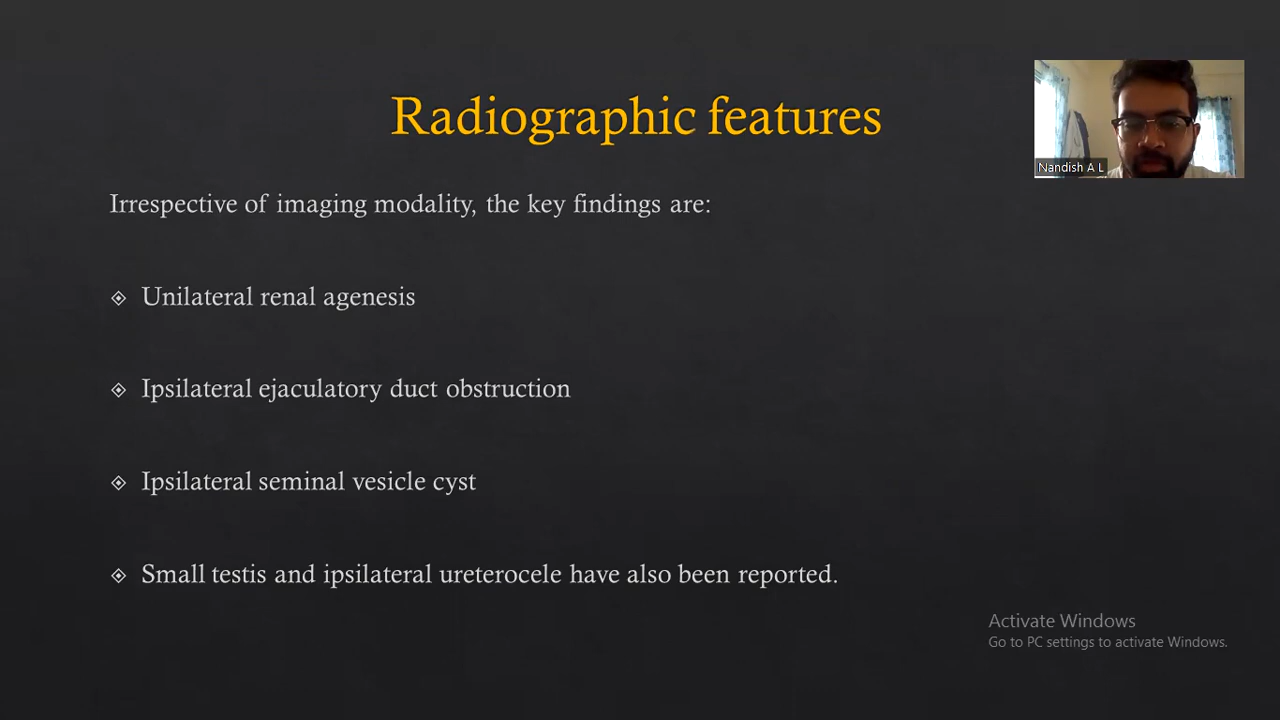 Radiographic features
Nandish A L
Irrespective of imaging modality, the key findings are:
Unilateral renal agenesis
Ipsilateral ejaculatory duct obstruction
Ipsilateral seminal vesicle cyst
Small testis and ipsilateral ureterocele have also been reported.
Activate Windows
Go to PC settings to activate Windows.